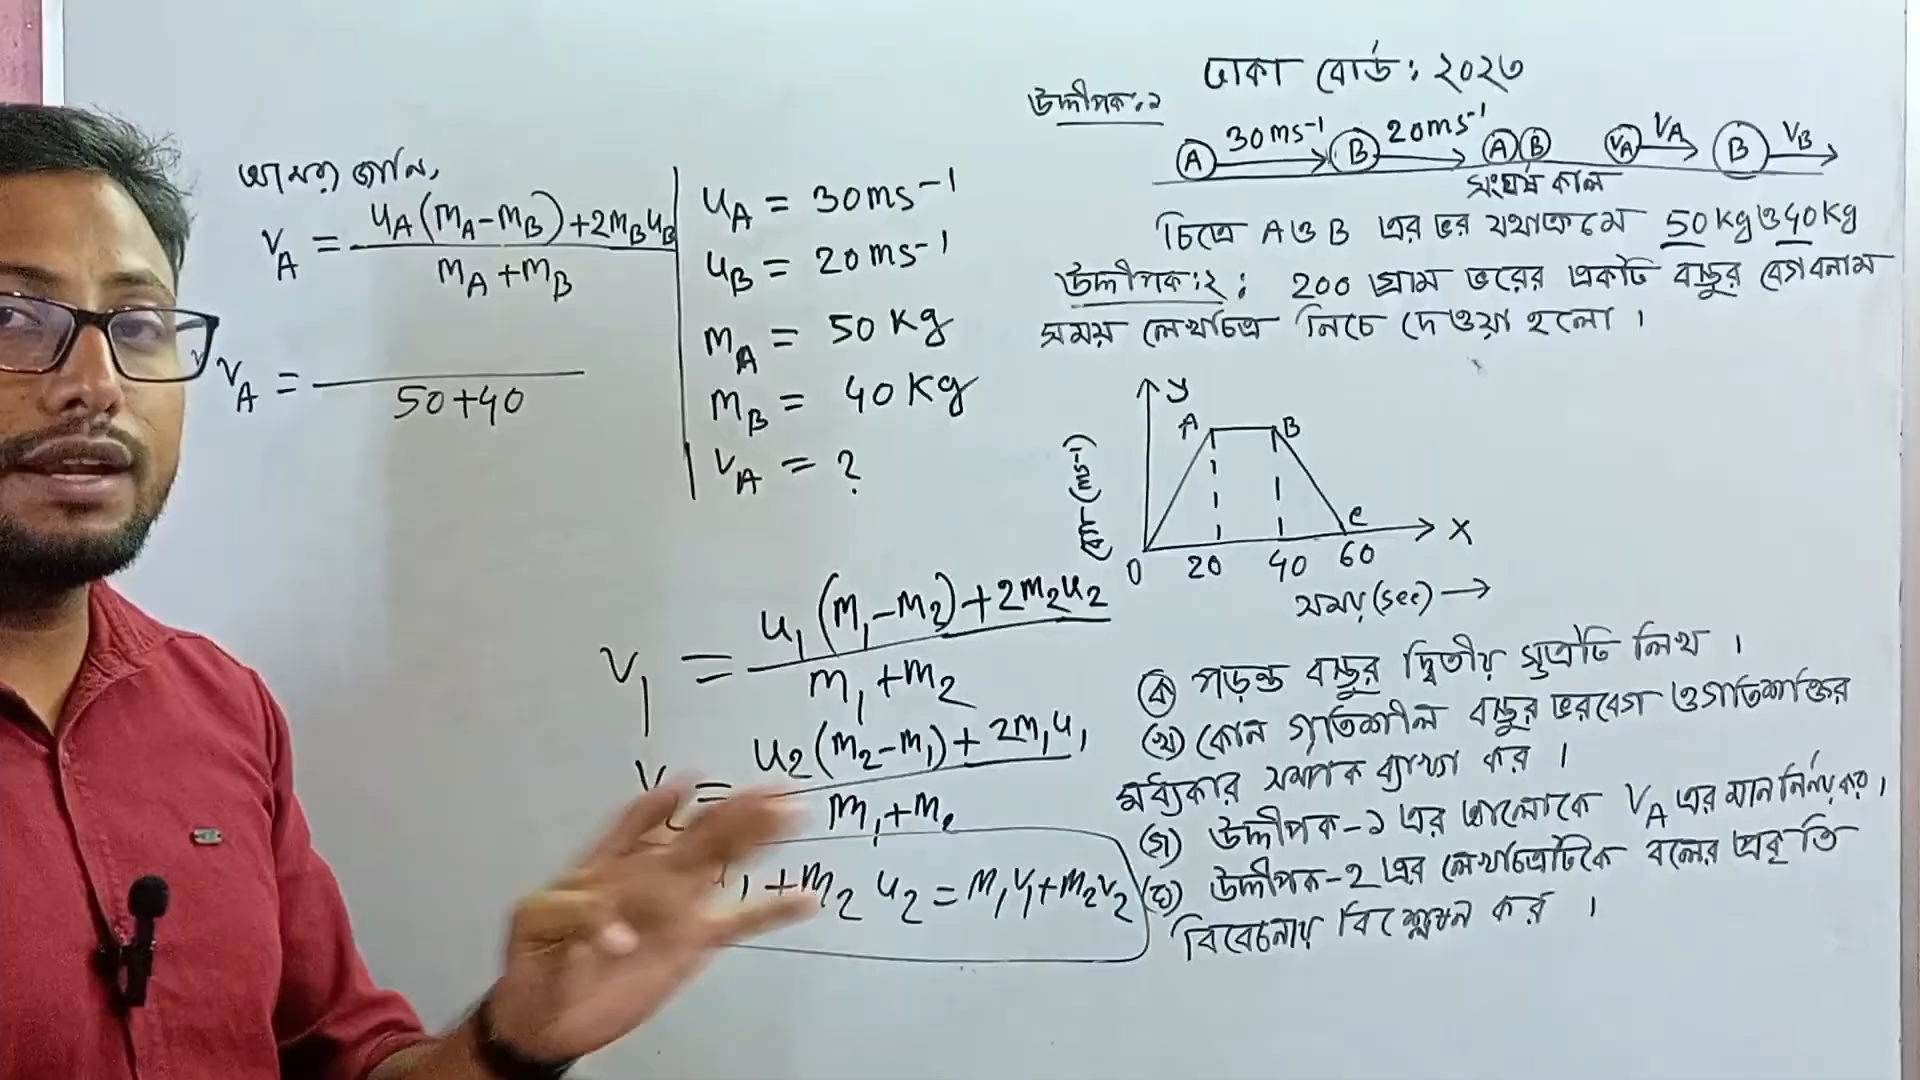 ঢাকা বোর্ড: ২০২৩
উদ্দীপক:১
A 30ms⁻¹ B 20ms⁻¹ A B VA VA B VB
সংঘর্ষ কাল
চিত্রে A ও B এর ভর যথাক্রমে 50kg ও 40kg
উদ্দীপক:২: 200 গ্রাম ভরের একটি বস্তুর বেগ বনাম
সময় লেখচিত্র নিচে দেওয়া হলো।
আমরা জানি,
vA = uA(mA-mB)+2mBuB
mA+mB
vA =
50+40
uA = 30ms⁻¹
uB = 20ms⁻¹
mA = 50kg
mB = 40kg
vA = ?
y
A B
(ms⁻¹)
C
0 20 40 60 X
সময়(sec) →
v₁ = u₁(m₁-m₂)+2m₂u₂
m₁+m₂
= u₂(m₂-m₁)+2m₁u₁
m₁+m₂
+m₂u₂=m₁v₁+m₂v₂
(ক) পড়ন্ত বস্তুর দ্বিতীয় সূত্রটি লিখ।
(খ) কোন গতিশীল বস্তুর ভরবেগ ও গতিশক্তির
মধ্যকার সম্পর্ক ব্যাখ্যা কর।
(গ) উদ্দীপক-১ এর আলোকে VA এর মান নির্ণয় কর।
(ঘ) উদ্দীপক-2 এর লেখচিত্রটিকে বলের প্রকৃতি
বিবেচনায় বিশ্লেষণ কর।